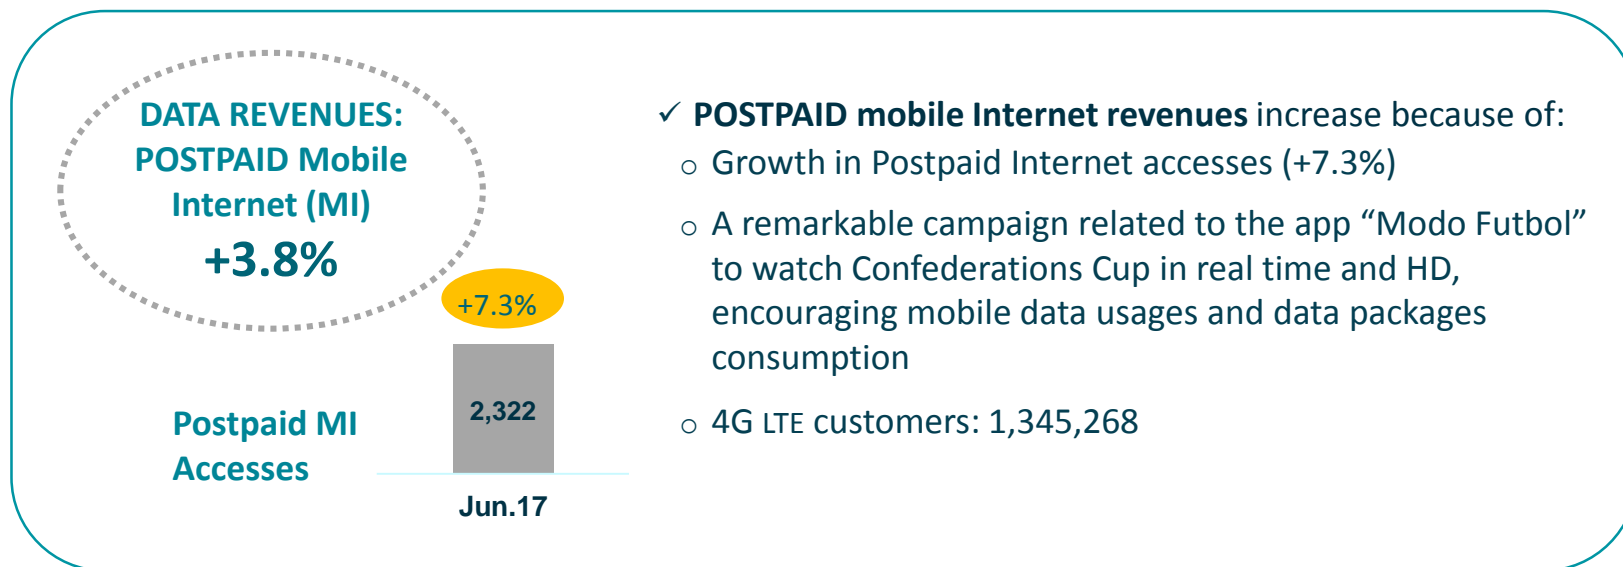 DATA REVENUES:
POSTPAID Mobile
Internet (MI)
+3.8%
+7.3%
2,322
Postpaid MI
Accesses
Jun.17
✓ POSTPAID mobile Internet revenues increase because of:
o Growth in Postpaid Internet accesses (+7.3%)
o A remarkable campaign related to the app “Modo Futbol”
to watch Confederations Cup in real time and HD,
encouraging mobile data usages and data packages
consumption
o 4G LTE customers: 1,345,268